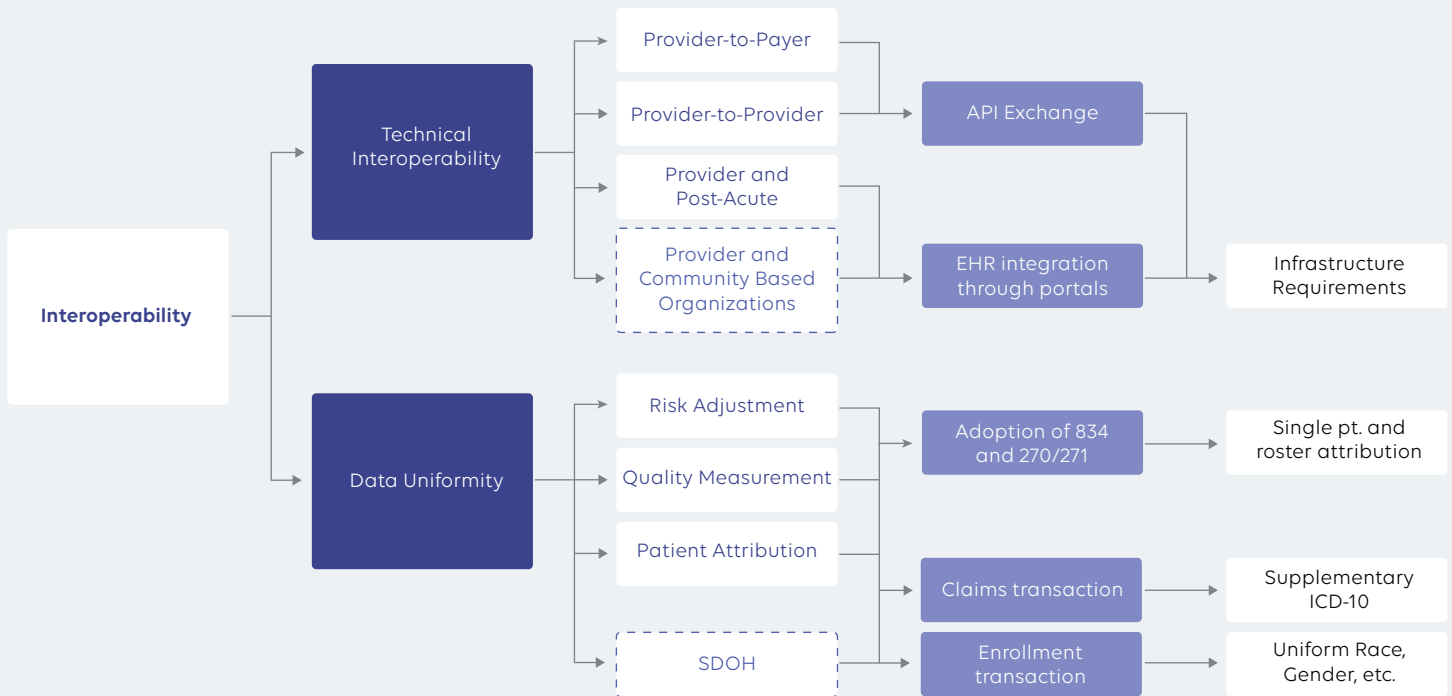 Interoperability
Technical
Interoperability
Data Uniformity
Provider-to-Payer
Provider-to-Provider
Provider and
Post-Acute
Provider and
Community Based
Organizations
Risk Adjustment
Quality Measurement
Patient Attribution
SDOH
API Exchange
EHR integration
through portals
Adoption of 834
and 270/271
Claims transaction
Enrollment
transaction
Infrastructure
Requirements
Single pt. and
roster attribution
Supplementary
ICD-10
Uniform Race,
Gender, etc.